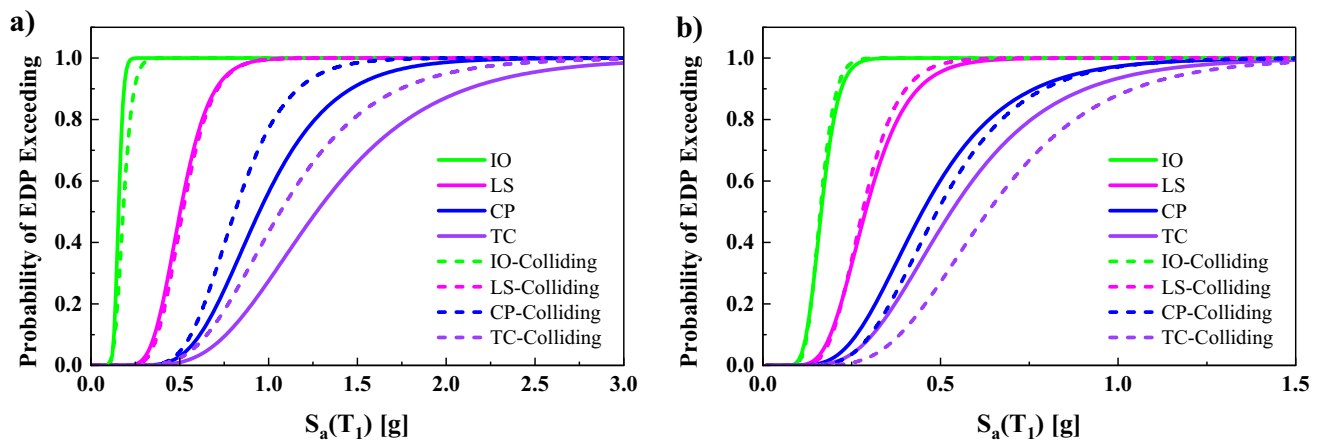 a)
Probability of EDP Exceeding
1.0
0.8
0.6
0.4
0.2
0.0
IO
LS
CP
TC
IO-Colliding
LS-Colliding
CP-Colliding
TC-Colliding
0.0 0.5 1.0 1.5 2.0 2.5 3.0
Sa(T1) [g]
b)
Probability of EDP Exceeding
1.0
0.8
0.6
0.4
0.2
0.0
IO
LS
CP
TC
IO-Colliding
LS-Colliding
CP-Colliding
TC-Colliding
0.0 0.5 1.0 1.5
Sa(T1) [g]